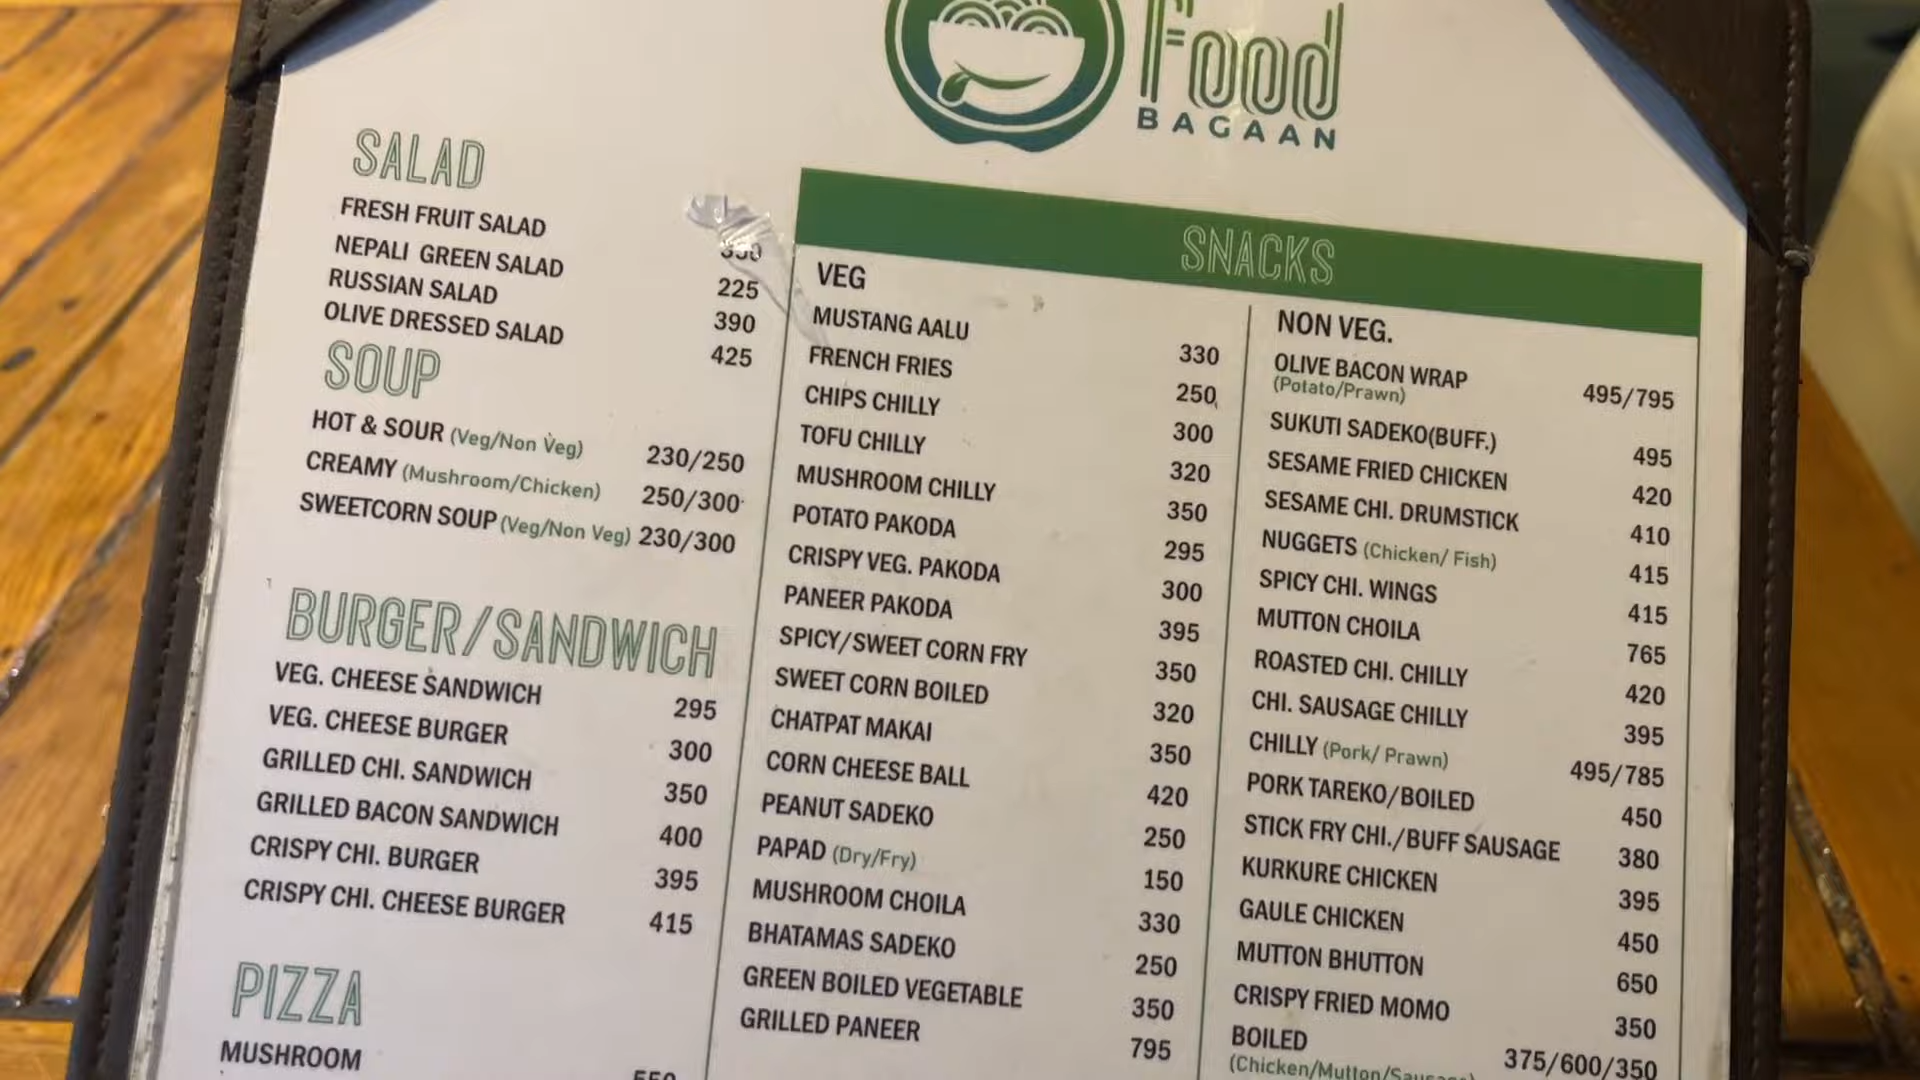 Food
BAGAAN
SALAD
FRESH FRUIT SALAD
NEPALI GREEN SALAD 225
RUSSIAN SALAD 390
OLIVE DRESSED SALAD 425
SOUP
HOT & SOUR (Veg/Non Veg) 230/250
CREAMY (Mushroom/Chicken) 250/300
SWEETCORN SOUP (Veg/Non Veg) 230/300
BURGER/SANDWICH
VEG. CHEESE SANDWICH 295
VEG. CHEESE BURGER 300
GRILLED CHI. SANDWICH 350
GRILLED BACON SANDWICH 400
CRISPY CHI. BURGER 395
CRISPY CHI. CHEESE BURGER 415
PIZZA
MUSHROOM
SNACKS
VEG
MUSTANG AALU 330
FRENCH FRIES 250
CHIPS CHILLY 300
TOFU CHILLY 320
MUSHROOM CHILLY 350
POTATO PAKODA 295
CRISPY VEG. PAKODA 300
PANEER PAKODA 395
SPICY/SWEET CORN FRY 350
SWEET CORN BOILED 320
CHATPAT MAKAI 350
CORN CHEESE BALL 420
PEANUT SADEKO 250
PAPAD (Dry/Fry) 150
MUSHROOM CHOILA 330
BHATAMAS SADEKO 250
GREEN BOILED VEGETABLE 350
GRILLED PANEER 795
NON VEG.
OLIVE BACON WRAP 495/795
(Potato/Prawn)
SUKUTI SADEKO(BUFF.) 495
SESAME FRIED CHICKEN 420
SESAME CHI. DRUMSTICK 410
NUGGETS (Chicken/ Fish) 415
SPICY CHI. WINGS 415
MUTTON CHOILA 765
ROASTED CHI. CHILLY 420
CHI. SAUSAGE CHILLY 395
CHILLY (Pork/ Prawn) 495/785
PORK TAREKO/BOILED 450
STICK FRY CHI./BUFF SAUSAGE 380
KURKURE CHICKEN 395
GAULE CHICKEN 450
MUTTON BHUTTON 650
CRISPY FRIED MOMO 350
BOILED 375/600/350
(Chicken/Mutton/Sausage)